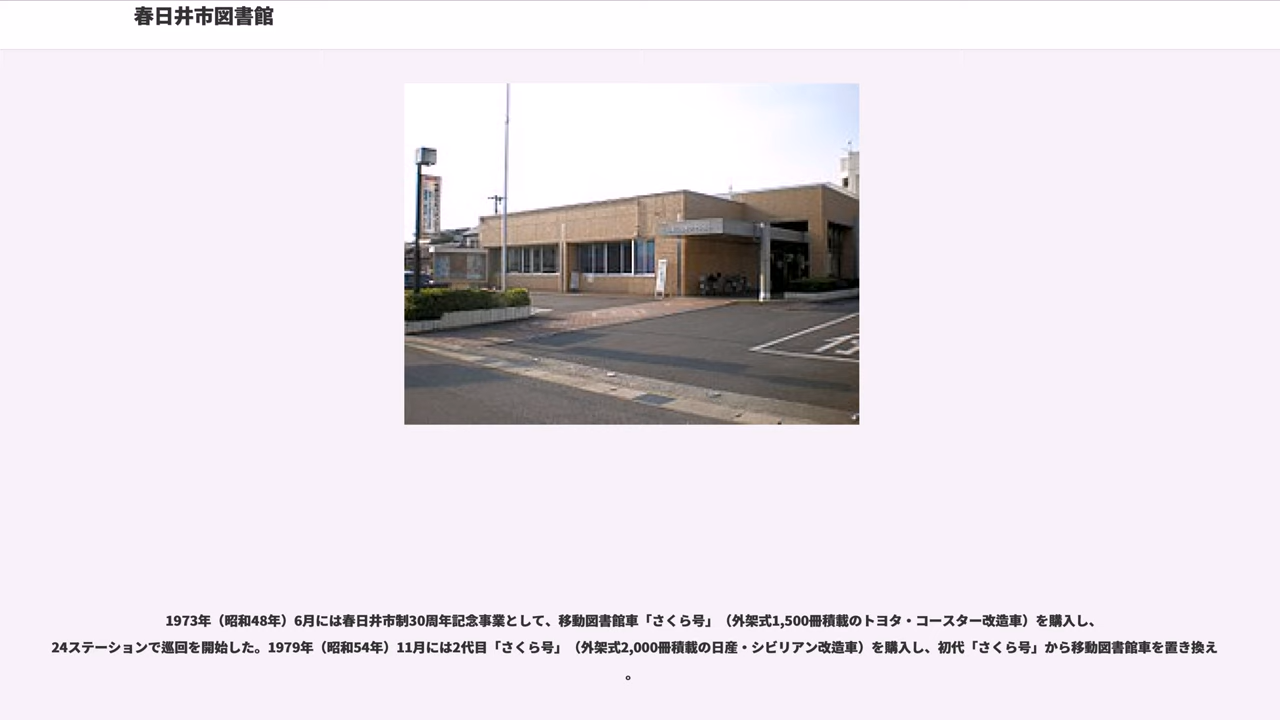 春日井市図書館
1973年（昭和48年）6月には春日井市制30周年記念事業として、移動図書館車「さくら号」（外架式1,500冊積載のトヨタ・コースター改造車）を購入し、
24ステーションで巡回を開始した。1979年（昭和54年）11月には2代目「さくら号」（外架式2,000冊積載の日産・シビリアン改造車）を購入し、初代「さくら号」から移動図書館車を置き換え
。